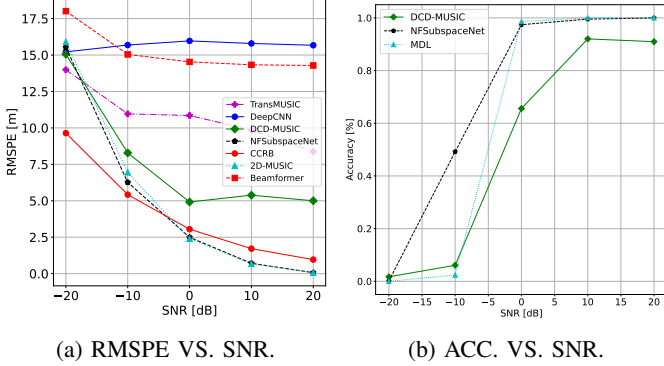 17.5
15.0
12.5
10.0
7.5
5.0
2.5
0.0
RMSPE [m]
TransMUSIC
DeepCNN
DCD-MUSIC
NFSubspaceNet
CCRB
2D-MUSIC
Beamformer
−20 −10 0 10 20
SNR [dB]
(a) RMSPE VS. SNR.
1.0
0.8
0.6
0.4
0.2
0.0
Accuracy [%]
DCD-MUSIC
NFSubspaceNet
MDL
−20 −15 −10 −5 0 5 10 15 20
SNR [dB]
(b) ACC. VS. SNR.